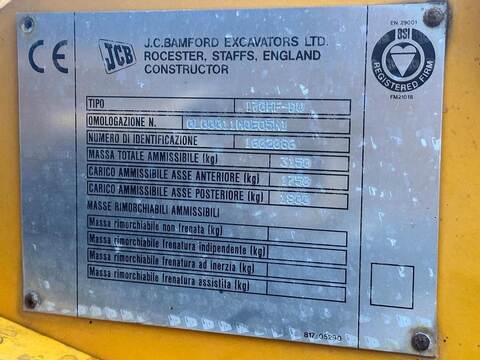 CE
JCB
J.C.BAMFORD EXCAVATORS LTD.
ROCESTER, STAFFS, ENGLAND
CONSTRUCTOR
EN 29001
BSI
REGISTERED FIRM
FM21018
TIPO
OMOLOGAZIONE N.
NUMERO DI IDENTIFICAZIONE
MASSA TOTALE AMMISSIBILE (kg) 3150
CARICO AMMISSIBILE ASSE ANTERIORE (kg) 1750
CARICO AMMISSIBILE ASSE POSTERIORE (kg)
MASSE RIMORCHIABILI AMMISSIBILI
Massa rimorchiabile non frenata (kg)
Massa rimorchiabile frenatura indipendente (kg)
Massa rimorchiabile frenatura ad inerzia (kg)
Massa rimorchiabile frenatura assistita (kg)
817/05290